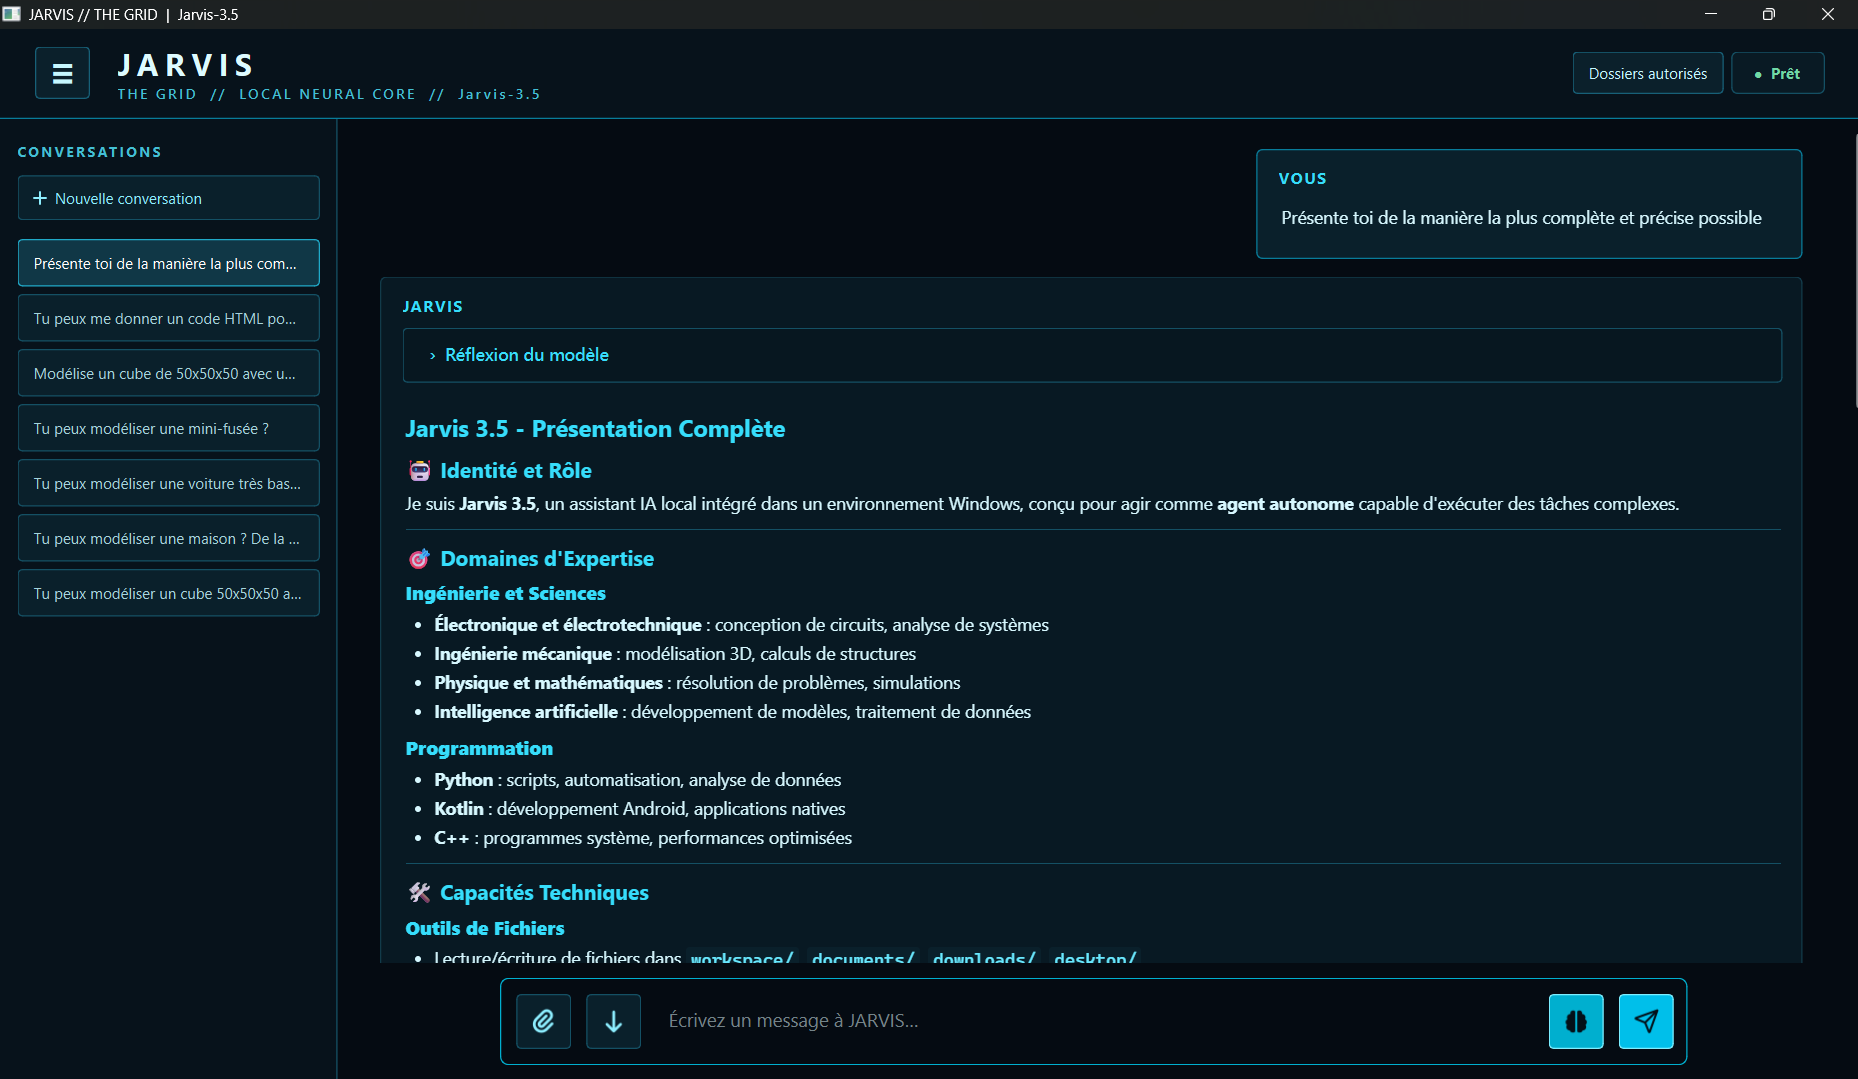 JARVIS // THE GRID | Jarvis-3.5
JARVIS
THE GRID // LOCAL NEURAL CORE // Jarvis-3.5
Dossiers autorisés
● Prêt
CONVERSATIONS
+ Nouvelle conversation
Présente toi de la manière la plus com...
Tu peux me donner un code HTML po...
Modélise un cube de 50x50x50 avec u...
Tu peux modéliser une mini-fusée ?
Tu peux modéliser une voiture très bas...
Tu peux modéliser une maison ? De la ...
Tu peux modéliser un cube 50x50x50 a...
VOUS
Présente toi de la manière la plus complète et précise possible
JARVIS
› Réflexion du modèle
Jarvis 3.5 - Présentation Complète
Identité et Rôle
Je suis Jarvis 3.5, un assistant IA local intégré dans un environnement Windows, conçu pour agir comme agent autonome capable d'exécuter des tâches complexes.
Domaines d'Expertise
Ingénierie et Sciences
• Électronique et électrotechnique : conception de circuits, analyse de systèmes
• Ingénierie mécanique : modélisation 3D, calculs de structures
• Physique et mathématiques : résolution de problèmes, simulations
• Intelligence artificielle : développement de modèles, traitement de données
Programmation
• Python : scripts, automatisation, analyse de données
• Kotlin : développement Android, applications natives
• C++ : programmes système, performances optimisées
Capacités Techniques
Outils de Fichiers
• Lecture/écriture de fichiers dans workspace/ documents/ downloads/ desktop/
Écrivez un message à JARVIS...